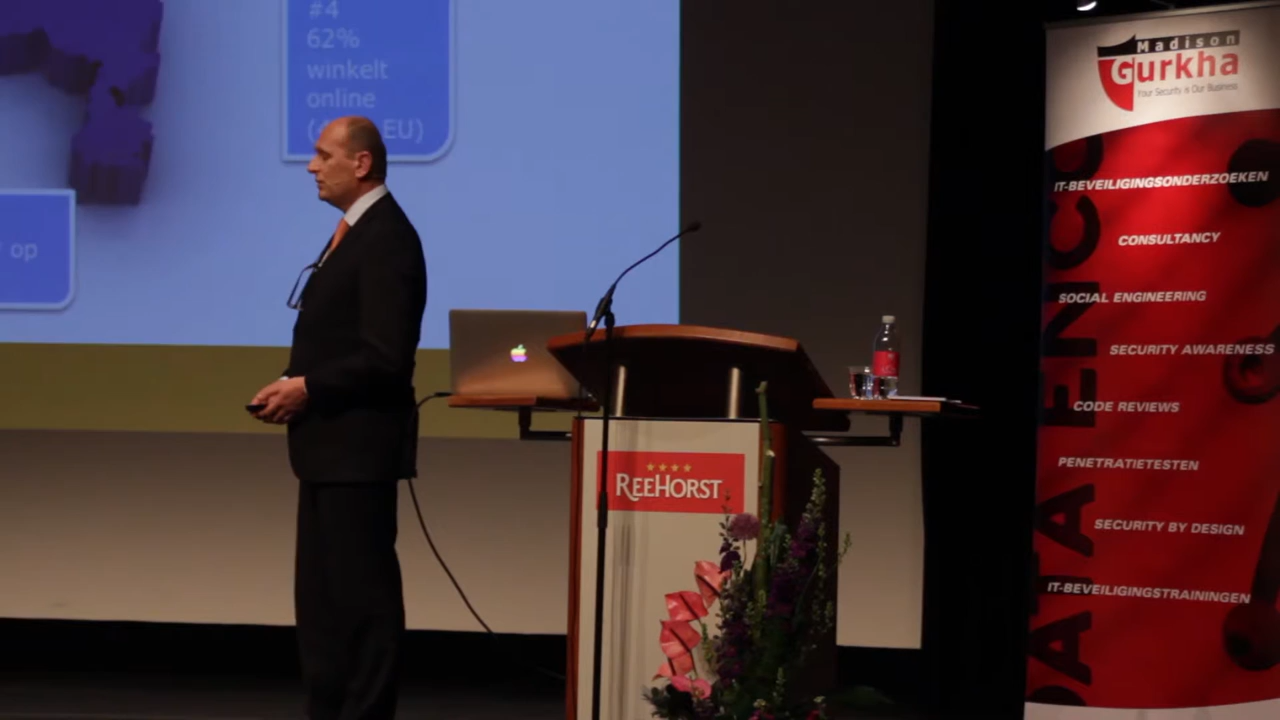 #4
62%
winkelt
online
EU)
op
REEHORST
Madison
Gurkha
Your Security is Our Business
IT-BEVEILIGINGSONDERZOEKEN
CONSULTANCY
SOCIAL ENGINEERING
SECURITY AWARENESS
CODE REVIEWS
PENETRATIETESTEN
SECURITY BY DESIGN
IT-BEVEILIGINGSTRAININGEN